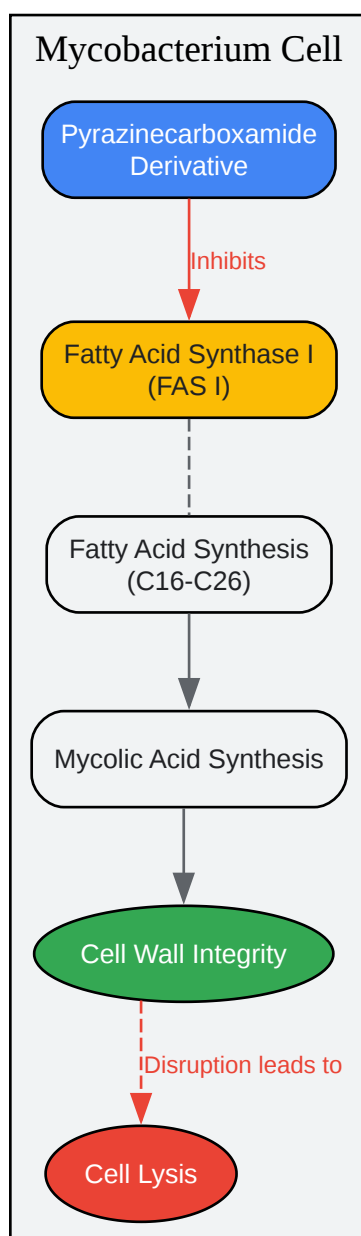 Mycobacterium Cell
Pyrazinecarboxamide
Derivative
Inhibits
Fatty Acid Synthase I
(FAS I)
Fatty Acid Synthesis
(C16-C26)
Mycolic Acid Synthesis
Cell Wall Integrity
Disruption leads to
Cell Lysis